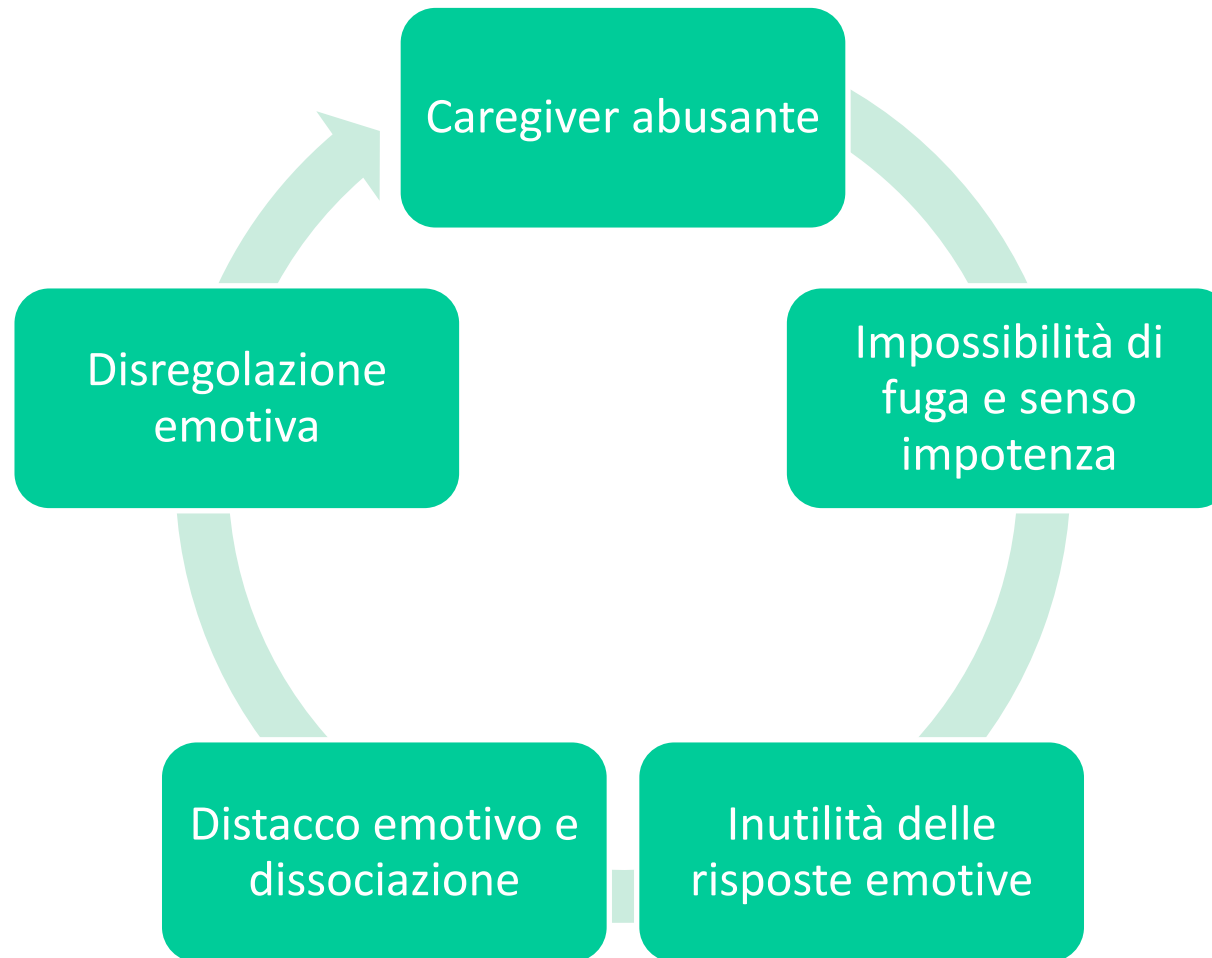 Caregiver abusante
Impossibilità di
fuga e senso
impotenza
Inutilità delle
risposte emotive
Distacco emotivo e
dissociazione
Disregolazione
emotiva